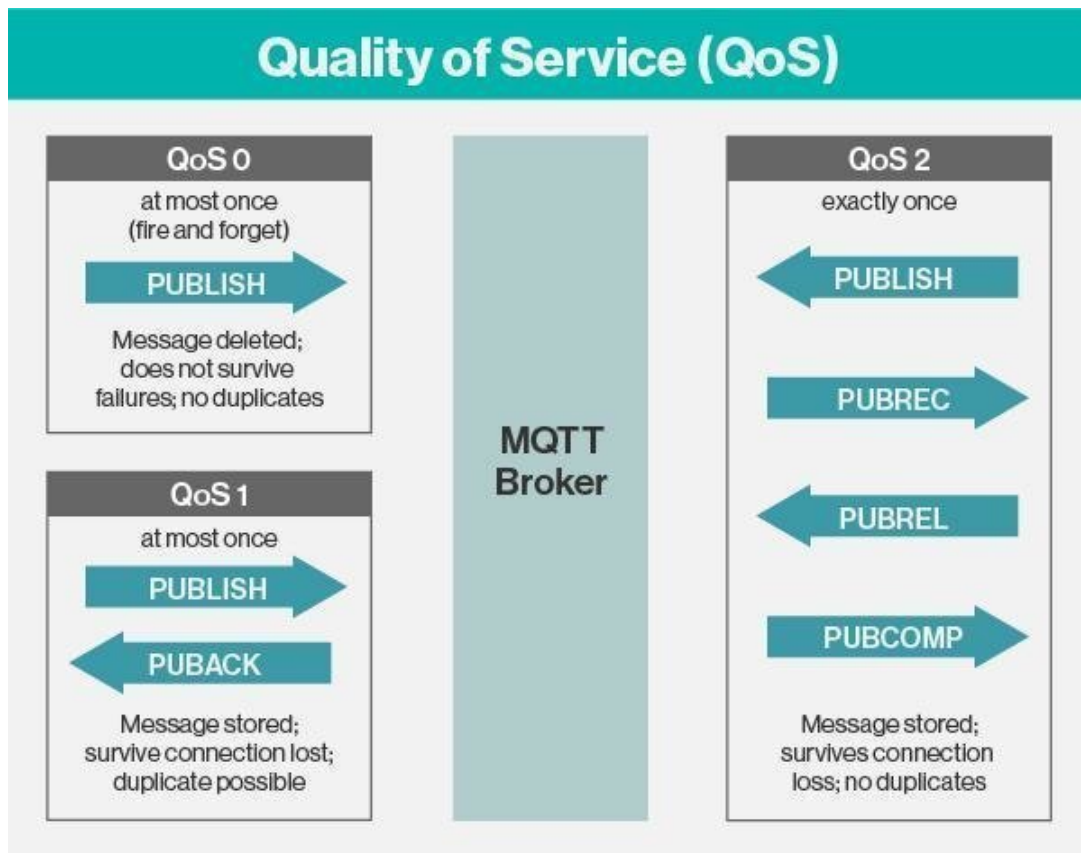 Quality of Service (QoS)
QoS 0
at most once
(fire and forget)
PUBLISH
Message deleted;
does not survive
failures; no duplicates
QoS 1
at most once
PUBLISH
PUBACK
Message stored;
survive connection lost;
duplicate possible
MQTT
Broker
QoS 2
exactly once
PUBLISH
PUBREC
PUBREL
PUBCOMP
Message stored;
survives connection
loss; no duplicates